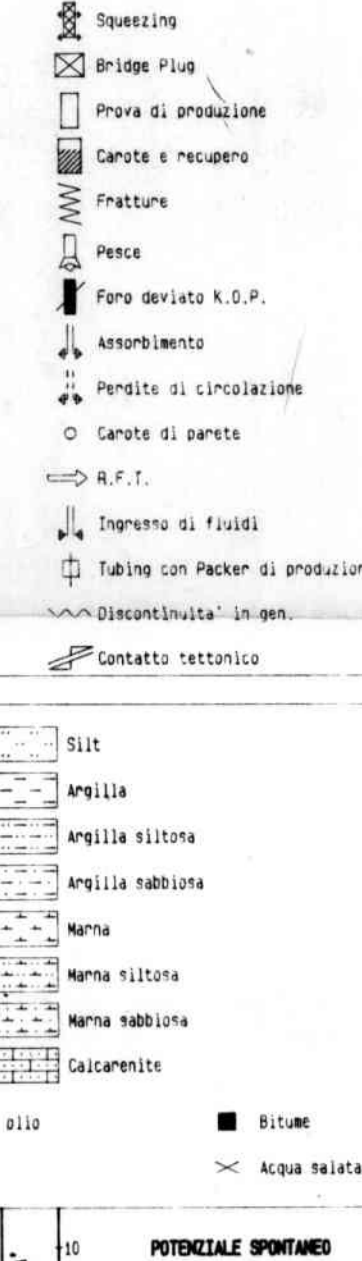 Squeezing
Bridge Plug
Prova di produzione
Carote e recupero
Fratture
Pesce
Foro deviato K.O.P.
Assorbimento
Perdite di circolazione
Carote di parete
R.F.T.
Ingresso di fluidi
Tubing con Packer di produzion
Discontinuita' in gen.
Contatto tettonico
Silt
Argilla
Argilla siltosa
Argilla sabbiosa
Marna
Marna siltosa
Marna sabbiosa
Calcarenite
olio
Bitume
Acqua salata
10
POTENZIALE SPONTANEO